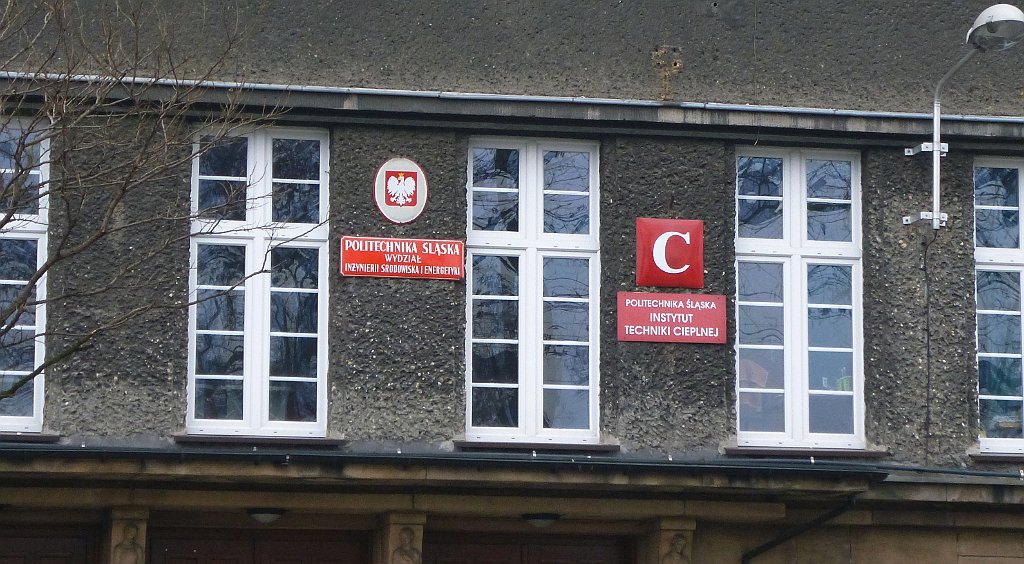 POLITECHNIKA ŚLĄSKA
WYDZIAŁ
INŻYNIERII ŚRODOWISKA I ENERGETYKI
C
POLITECHNIKA ŚLĄSKA
INSTYTUT
TECHNIKI CIEPLNEJ